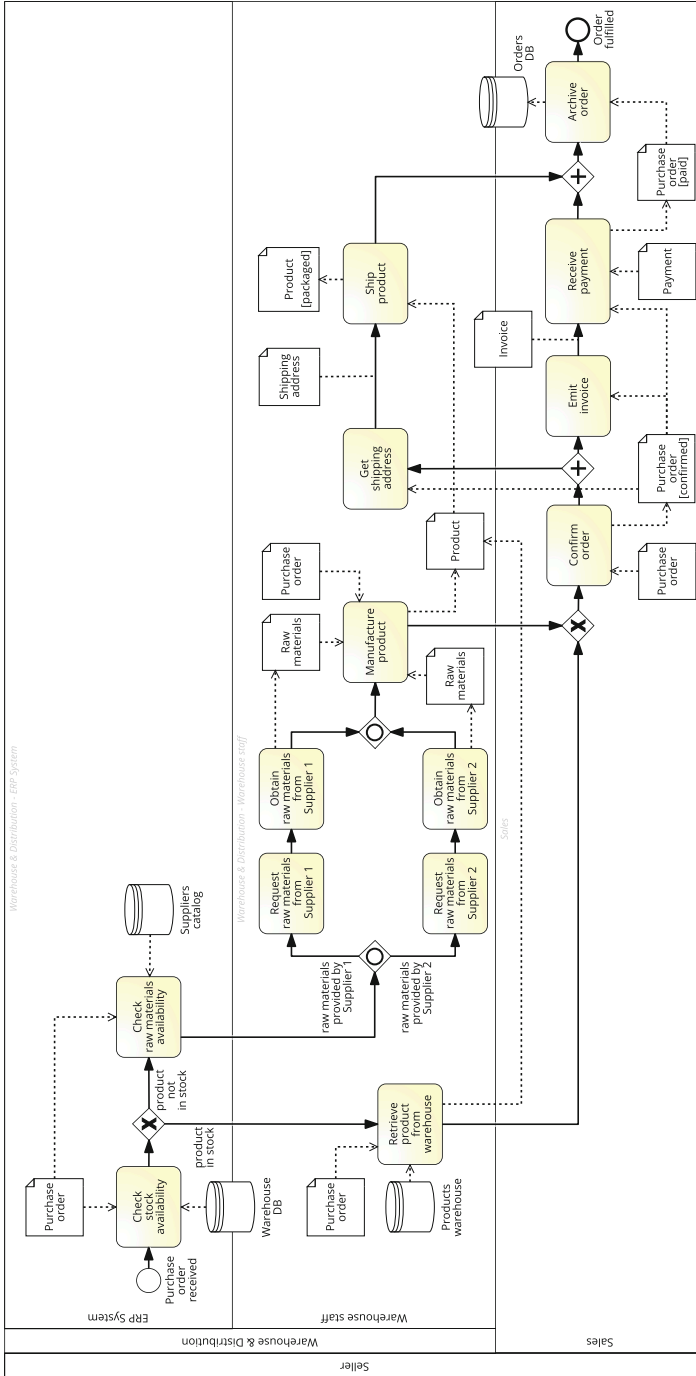 Seller
Warehouse & Distribution
Sales
ERP System
Warehouse staff
Warehouse & Distribution - ERP System
Warehouse & Distribution - Warehouse staff
Sales
Purchase
order
received
Purchase
order
Check
stock
availability
Warehouse
DB
product
not
in stock
product
in stock
Check
raw materials
availability
Suppliers
catalog
Purchase
order
Products
warehouse
Retrieve
product
from
warehouse
raw materials
provided by
Supplier 1
raw materials
provided by
Supplier 2
Request
raw materials
from
Supplier 1
Obtain
raw materials
from
Supplier 1
Request
raw materials
from
Supplier 2
Obtain
raw materials
from
Supplier 2
Raw
materials
Purchase
order
Manufacture
product
Raw
materials
Product
Get
shipping
address
Shipping
address
Product
[packaged]
Ship
product
Purchase
order
Confirm
order
Purchase
order
[confirmed]
Emit
invoice
Invoice
Receive
payment
Payment
Purchase
order
[paid]
Archive
order
Orders
DB
Order
fulfilled